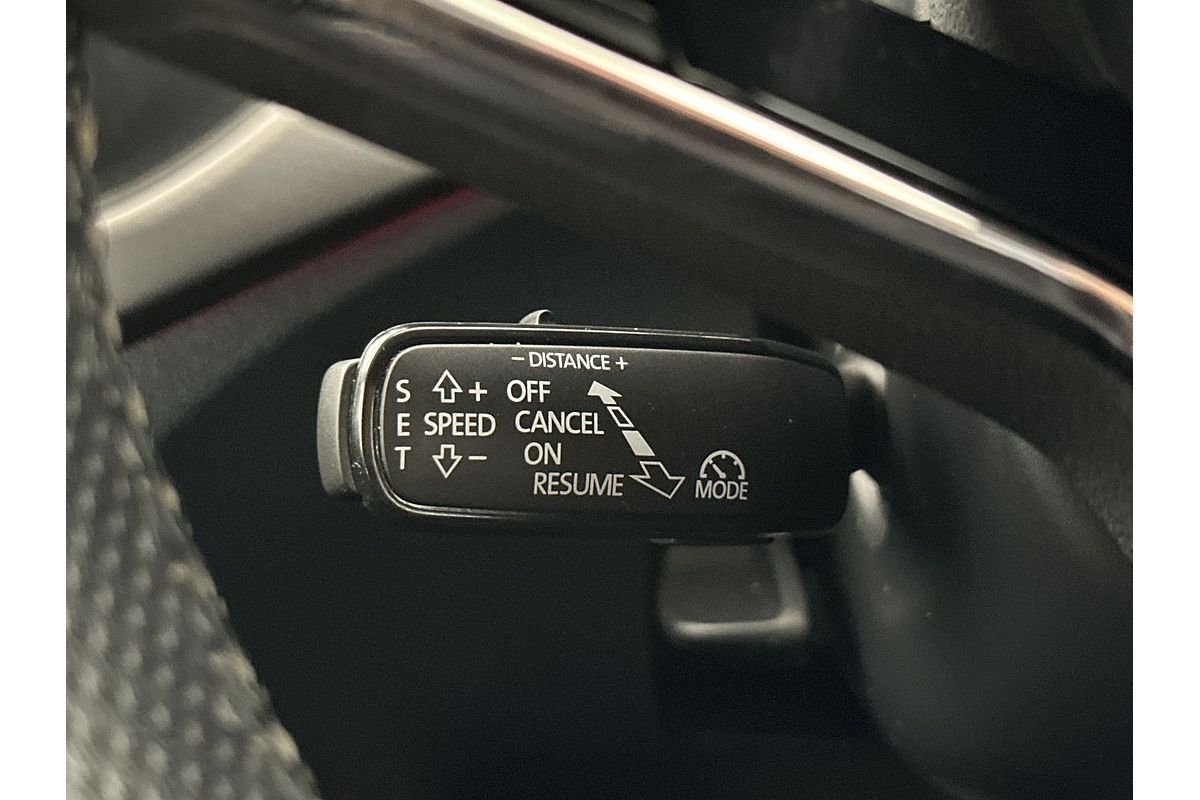 – DISTANCE +
S + OFF
E SPEED CANCEL
T – ON
RESUME
MODE